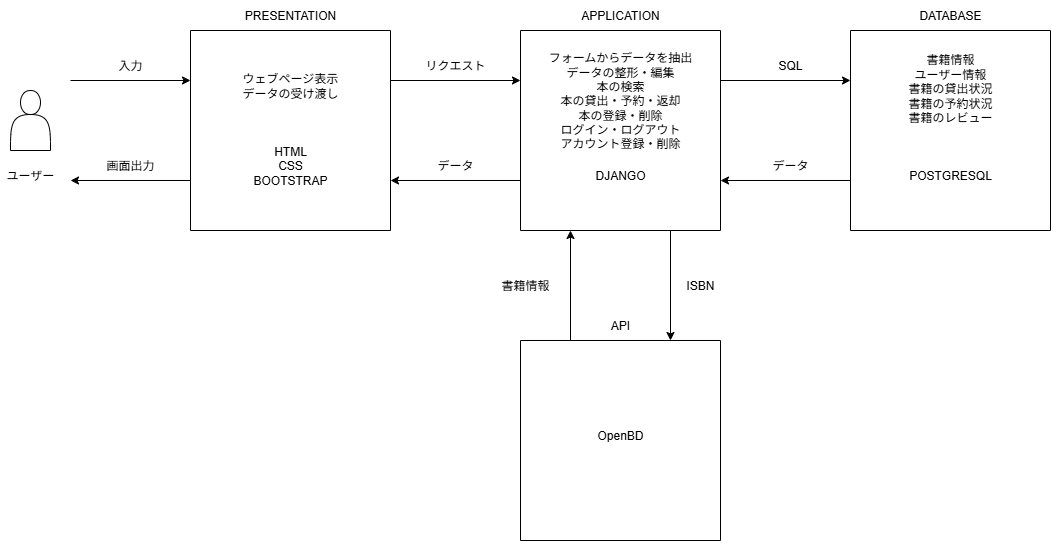 PRESENTATION
APPLICATION
DATABASE
入力
ウェブページ表示
データの受け渡し
HTML
CSS
BOOTSTRAP
画面出力
ユーザー
リクエスト
データ
フォームからデータを抽出
データの整形・編集
本の検索
本の貸出・予約・返却
本の登録・削除
ログイン・ログアウト
アカウント登録・削除
DJANGO
SQL
データ
書籍情報
ユーザー情報
書籍の貸出状況
書籍の予約状況
書籍のレビュー
POSTGRESQL
書籍情報
ISBN
API
OpenBD